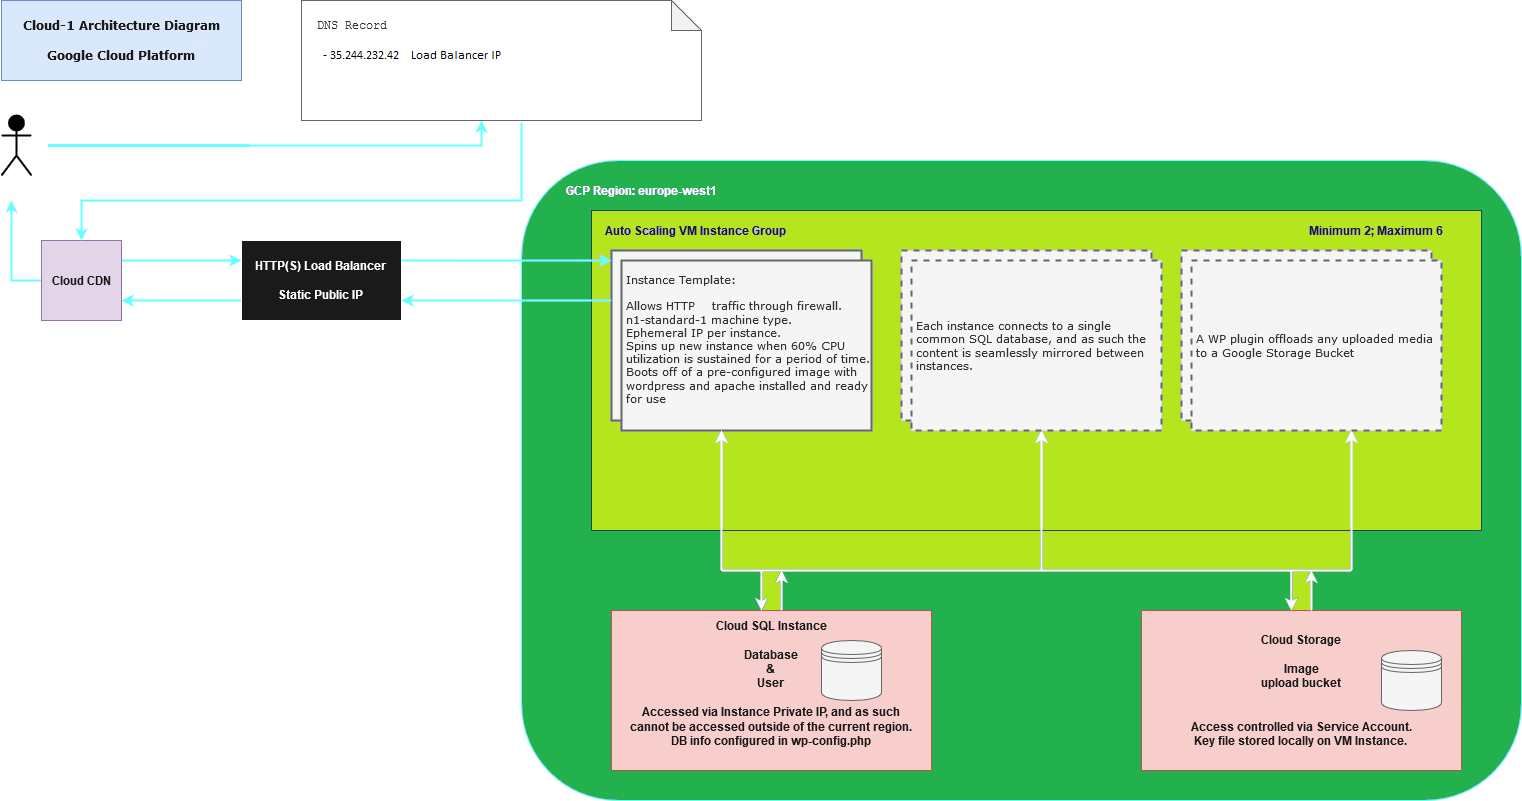 Cloud-1 Architecture Diagram
Google Cloud Platform
DNS Record
- 35.244.232.42    Load Balancer IP
GCP Region: europe-west1
Auto Scaling VM Instance Group
Minimum 2; Maximum 6
Cloud CDN
HTTP(S) Load Balancer
Static Public IP
Instance Template:
Allows HTTP    traffic through firewall.
n1-standard-1 machine type.
Ephemeral IP per instance.
Spins up new instance when 60% CPU
utilization is sustained for a period of time.
Boots off of a pre-configured image with
wordpress and apache installed and ready
for use
Each instance connects to a single
common SQL database, and as such the
content is seamlessly mirrored between
instances.
A WP plugin offloads any uploaded media
to a Google Storage Bucket
Cloud SQL Instance
Database
&
User
Accessed via Instance Private IP, and as such
cannot be accessed outside of the current region.
DB info configured in wp-config.php
Cloud Storage
Image
upload bucket
Access controlled via Service Account.
Key file stored locally on VM Instance.